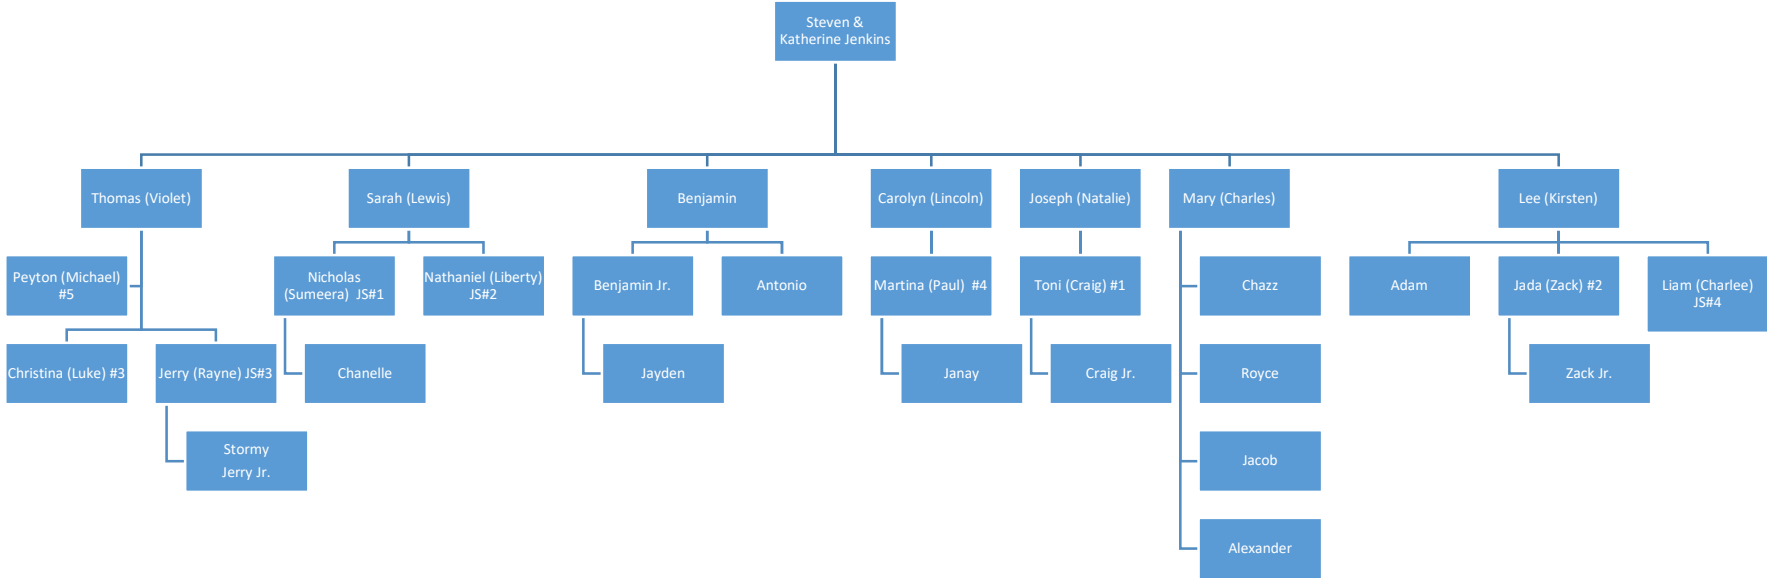 Steven &
Katherine Jenkins
Thomas (Violet)
Sarah (Lewis)
Benjamin
Carolyn (Lincoln)
Joseph (Natalie)
Mary (Charles)
Lee (Kirsten)
Peyton (Michael)
#5
Nicholas
(Sumeera) JS#1
Nathaniel (Liberty)
JS#2
Benjamin Jr.
Antonio
Martina (Paul) #4
Toni (Craig) #1
Chazz
Adam
Jada (Zack) #2
Liam (Charlee)
JS#4
Christina (Luke) #3
Jerry (Rayne) JS#3
Chanelle
Jayden
Janay
Craig Jr.
Royce
Zack Jr.
Stormy
Jerry Jr.
Jacob
Alexander